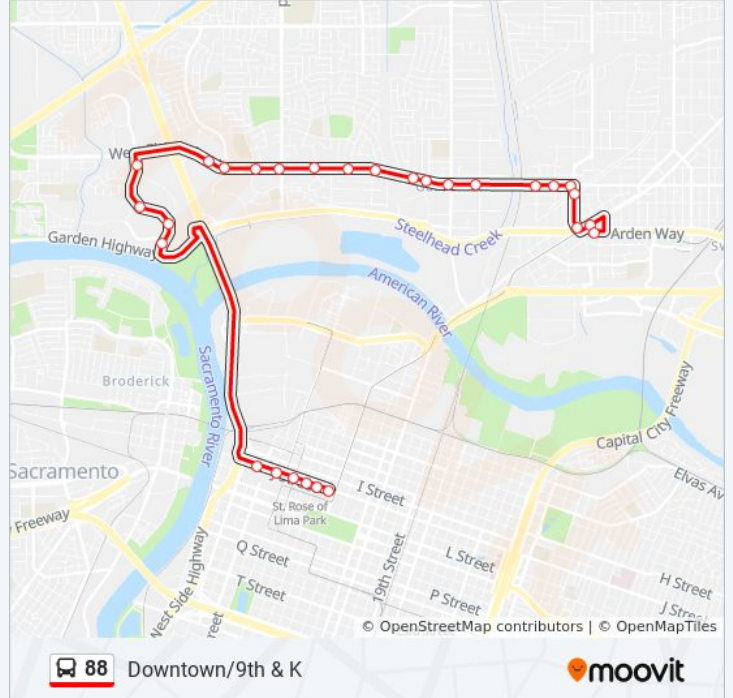 We
Garden Highway
Steelhead Creek
Arden Way
American River
Sacramento River
Broderick
Capital City Freeway
Sacramento
Elvas Av
I Street
St. Rose of
Lima Park
Freeway
Q Street
T Street
19th Street
L Street
P Street
H Street
J Stree
West Side Highway
reet
© OpenStreetMap contributors | © OpenMapTiles
88 Downtown/9th & K
moovit